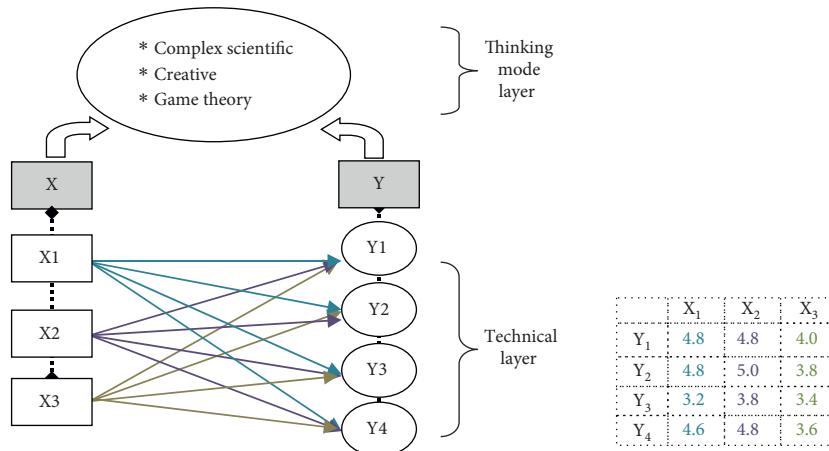 * Complex scientific
* Creative
* Game theory
Thinking
mode
layer
X
Y
X1
X2
X3
Y1
Y2
Y3
Y4
Technical
layer
X₁ X₂ X₃
Y₁ 4.8 4.8 4.0
Y₂ 4.8 5.0 3.8
Y₃ 3.2 3.8 3.4
Y₄ 4.6 4.8 3.6